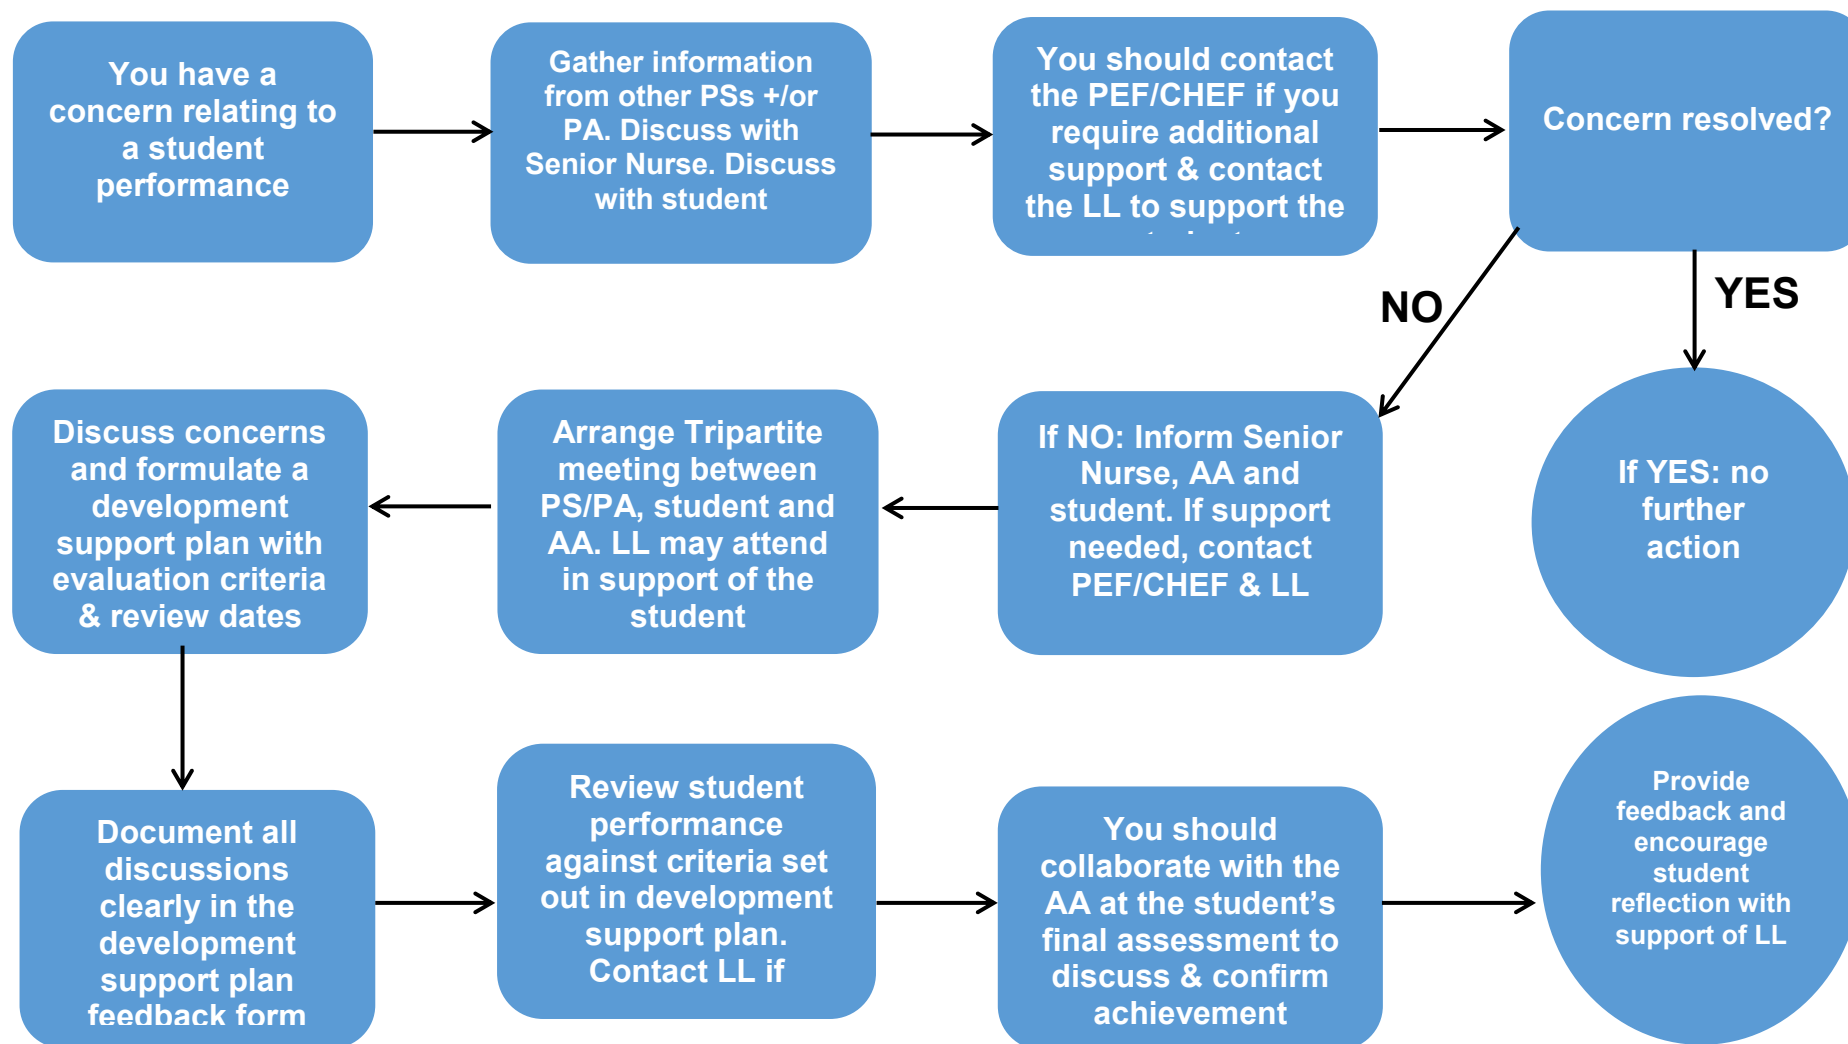 You have a
concern relating to
a student
performance
Gather information
from other PSs +/or
PA. Discuss with
Senior Nurse. Discuss
with student
You should contact
the PEF/CHEF if you
require additional
support & contact
the LL to support the
Concern resolved?
NO
YES
If YES: no
further
action
If NO: Inform Senior
Nurse, AA and
student. If support
needed, contact
PEF/CHEF & LL
Arrange Tripartite
meeting between
PS/PA, student and
AA. LL may attend
in support of the
student
Discuss concerns
and formulate a
development
support plan with
evaluation criteria
& review dates
Document all
discussions
clearly in the
development
support plan
feedback form
Review student
performance
against criteria set
out in development
support plan.
Contact LL if
You should
collaborate with the
AA at the student’s
final assessment to
discuss & confirm
achievement
Provide
feedback and
encourage
student
reflection with
support of LL